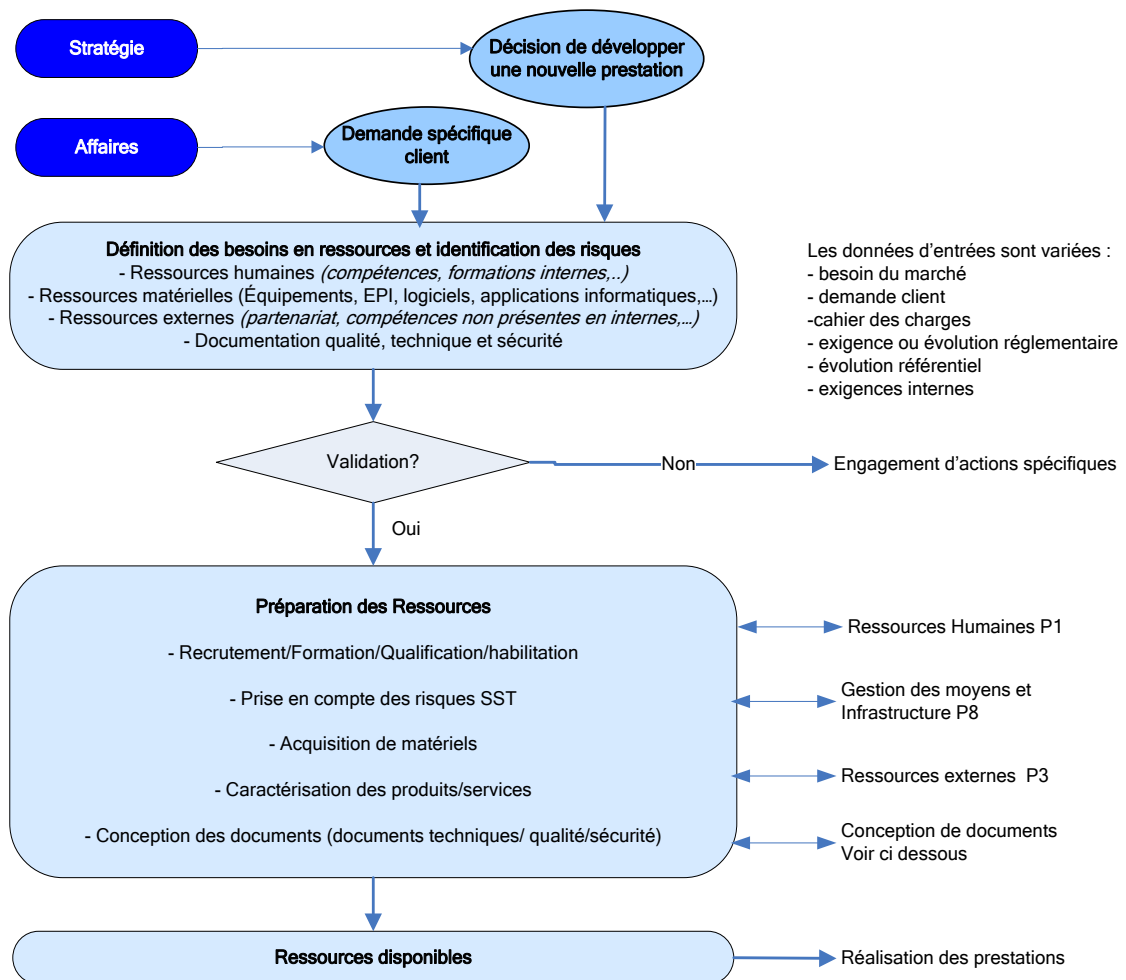 Stratégie
Décision de développer
une nouvelle prestation
Affaires
Demande spécifique
client
Définition des besoins en ressources et identification des risques
- Ressources humaines (compétences, formations internes,..)
- Ressources matérielles (Équipements, EPI, logiciels, applications informatiques,...)
- Ressources externes (partenariat, compétences non présentes en internes,...)
- Documentation qualité, technique et sécurité
Les données d'entrées sont variées :
- besoin du marché
- demande client
-cahier des charges
- exigence ou évolution réglementaire
- évolution référentiel
- exigences internes
Validation?
Non
Engagement d'actions spécifiques
Oui
Préparation des Ressources
- Recrutement/Formation/Qualification/habilitation
- Prise en compte des risques SST
- Acquisition de matériels
- Caractérisation des produits/services
- Conception des documents (documents techniques/ qualité/sécurité)
Ressources Humaines P1
Gestion des moyens et
Infrastructure P8
Ressources externes  P3
Conception de documents
Voir ci dessous
Ressources disponibles
Réalisation des prestations